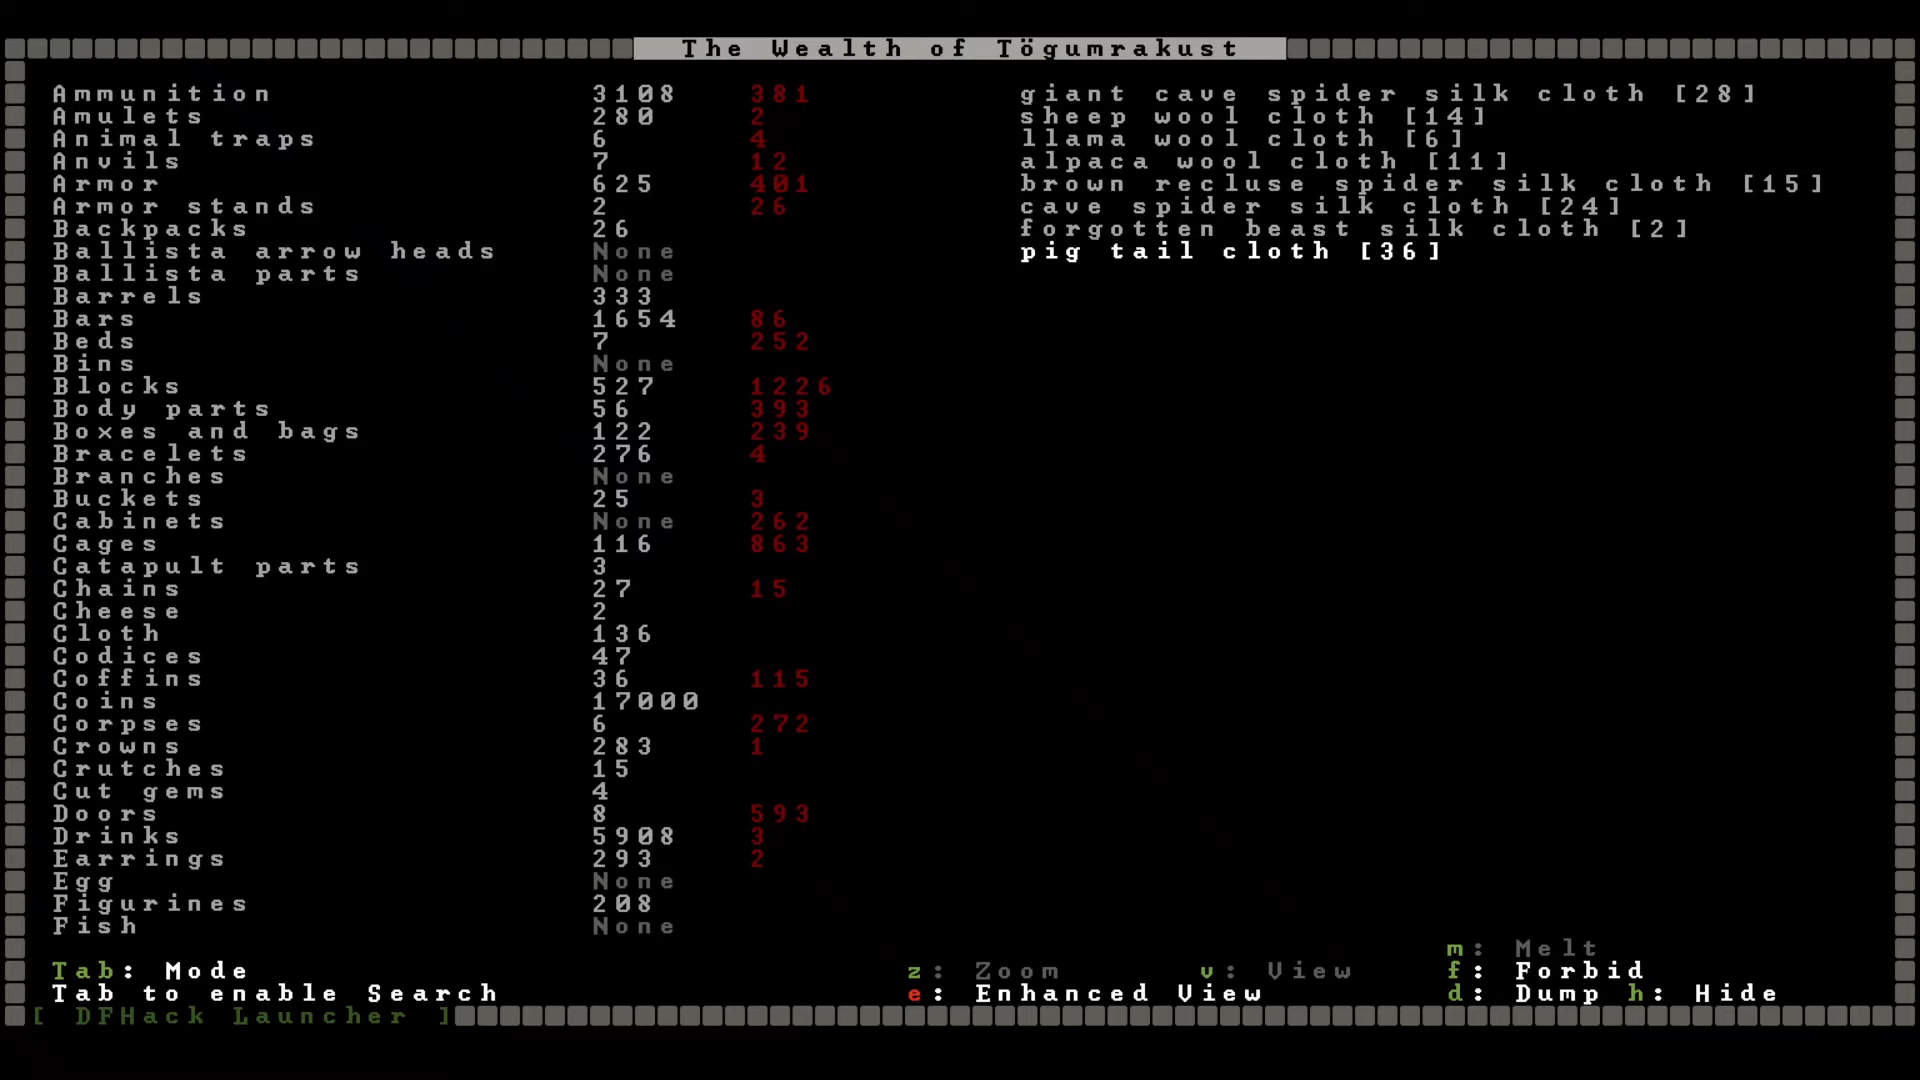 The Wealth of Tögumrakust
Ammunition 3108 381 giant cave spider silk cloth [28]
Amulets 280 2 sheep wool cloth [14]
Animal traps 6 4 llama wool cloth [6]
Anvils 7 12 alpaca wool cloth [11]
Armor 625 401 brown recluse spider silk cloth [15]
Armor stands 2 26 cave spider silk cloth [24]
Backpacks 26 forgotten beast silk cloth [2]
Ballista arrow heads None pig tail cloth [36]
Ballista parts None
Barrels 333
Bars 1654 86
Beds 7 252
Bins None
Blocks 527 1226
Body parts 56 393
Boxes and bags 122 239
Bracelets 276 4
Branches None
Buckets 25 3
Cabinets None 262
Cages 116 863
Catapult parts 3
Chains 27 15
Cheese 2
Cloth 136
Codices 47
Coffins 36 115
Coins 17000
Corpses 6 272
Crowns 283 1
Crutches 15
Cut gems 4
Doors 8 593
Drinks 5908 3
Earrings 293 2
Egg None
Figurines 208
Fish None
m: Melt
Tab: Mode z: Zoom v: View f: Forbid
Tab to enable Search e: Enhanced View d: Dump h: Hide
[ DFHack Launcher ]